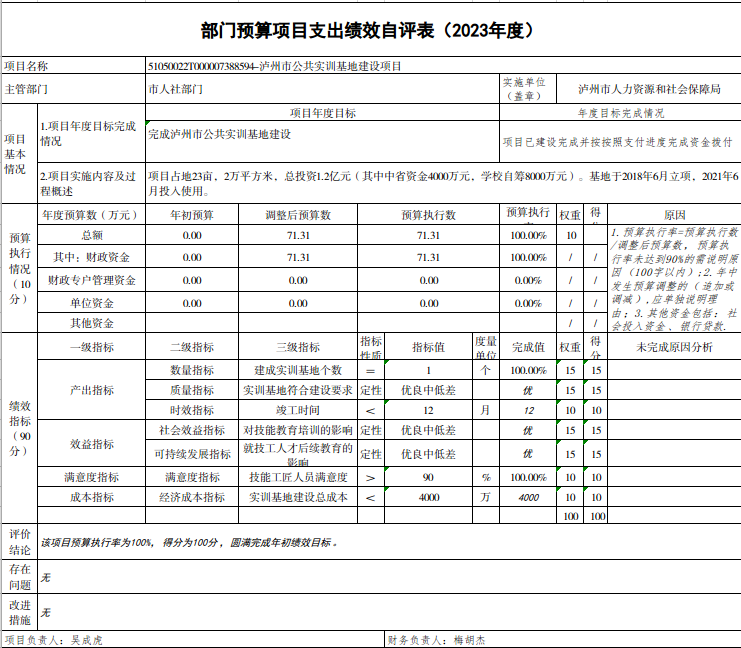 部门预算项目支出绩效自评表（2023年度）
项目名称 51050022T000007388594-泸州市公共实训基地建设项目
主管部门 市人社部门 实施单位（盖章） 泸州市人力资源和社会保障局
项目基本情况
1.项目年度目标完成情况
项目年度目标 年度目标完成情况
完成泸州市公共实训基地建设 项目已建设完成并按按照支付进度完成资金拨付
2.项目实施内容及过程概述
项目占地23亩，2万平方米，总投资1.2亿元（其中中省资金4000万元，学校自筹8000万元）。基地于2018年6月立项，2021年6月投入使用。
预算执行情况（10分）
年度预算数（万元） 年初预算 调整后预算数 预算执行数 预算执行 权重 得 原因
总额 0.00 71.31 71.31 100.00% 10
其中：财政资金 0.00 71.31 71.31 100.00% / /
财政专户管理资金 0.00 0.00 0.00 0.00% / /
单位资金 0.00 0.00 0.00 0.00% / /
其他资金 / /
1.预算执行率=预算执行数
/调整后预算数，预算执
行率未达到90%的需说明原
因（100字以内）;2.年中
发生预算调整的（追加或
调减）,应单独说明理
由；3.其他资金包括：社
会投入资金、银行贷款.
绩效指标（90分）
一级指标 二级指标 三级指标 指标性质 指标值 度量单位 完成值 权重 得分 未完成原因分析
产出指标
数量指标 建成实训基地个数 ＝ 1 个 100.00% 15 15
质量指标 实训基地符合建设要求 定性 优良中低差 优 15 15
时效指标 竣工时间 ＜ 12 月 12 10 10
效益指标
社会效益指标 对技能教育培训的影响 定性 优良中低差 优 15 15
可持续发展指标 就技工人才后续教育的影响 定性 优良中低差 优 15 15
满意度指标 满意度指标 技能工匠人员满意度 ＞ 90 % 100.00% 10 10
成本指标 经济成本指标 实训基地建设总成本 ＜ 4000 万 4000 10 10
100 100
评价结论 该项目预算执行率为100%，得分为100分，圆满完成年初绩效目标。
存在问题 无
改进措施 无
项目负责人：吴成虎 财务负责人：梅胡杰